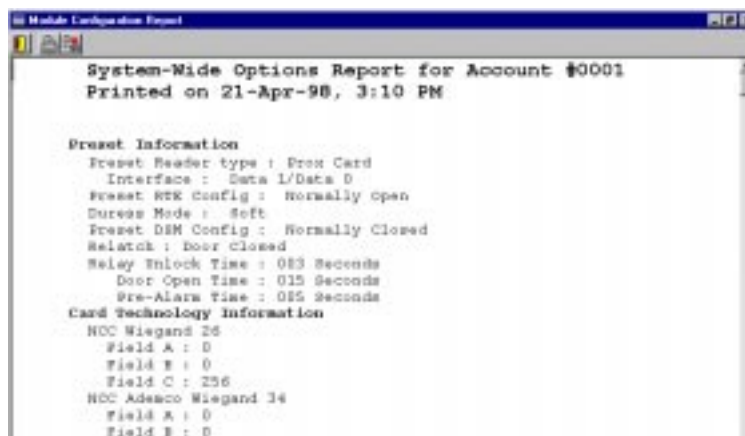 Module Configuration Report
System-Wide Options Report for Account #0001
Printed on 21-Apr-98, 3:10 PM
Preset Information
Preset Reader type : Prox Card
Interface : Data 1/Data 0
Preset RTE Config : Normally Open
Duress Mode : Soft
Preset DSM Config : Normally Closed
Relatch : Door Closed
Relay Unlock Time : 003 Seconds
Door Open Time : 015 Seconds
Pre-Alarm Time : 005 Seconds
Card Technology Information
NCC Wiegand 26
Field A : 0
Field B : 0
Field C : 256
NCC Ademco Wiegand 34
Field A : 0
Field B : 0